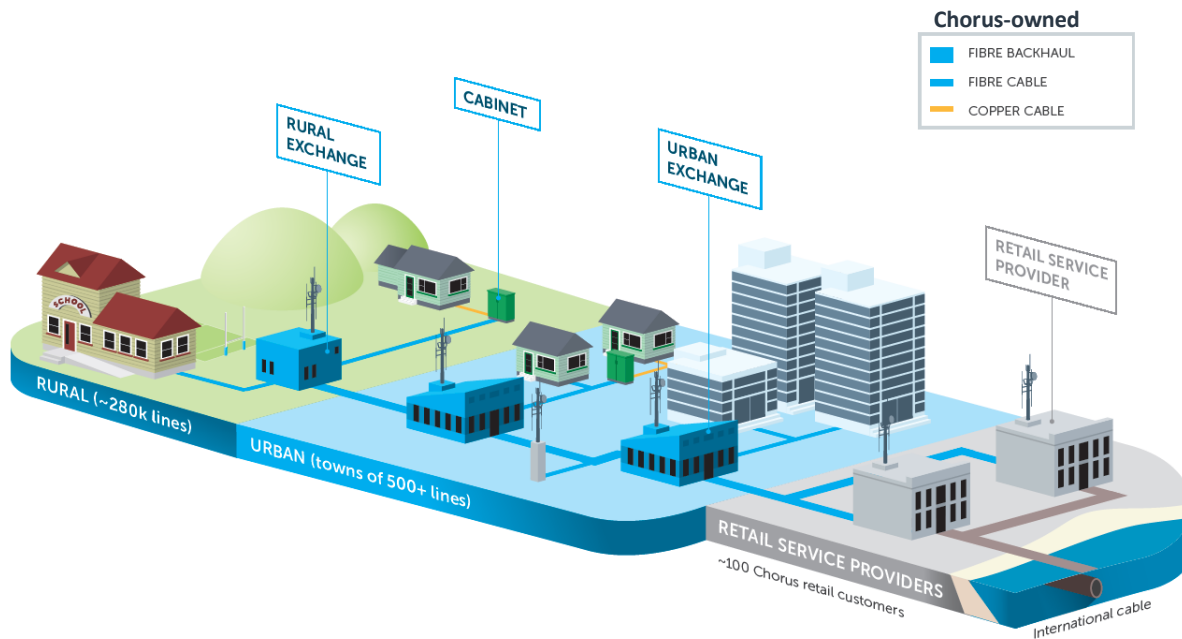 Chorus-owned
FIBRE BACKHAUL
FIBRE CABLE
COPPER CABLE
CABINET
RURAL
EXCHANGE
URBAN
EXCHANGE
RETAIL SERVICE
PROVIDER
SCHOOL
RURAL (~280k lines)
URBAN (towns of 500+ lines)
RETAIL SERVICE PROVIDERS
~100 Chorus retail customers
International cable